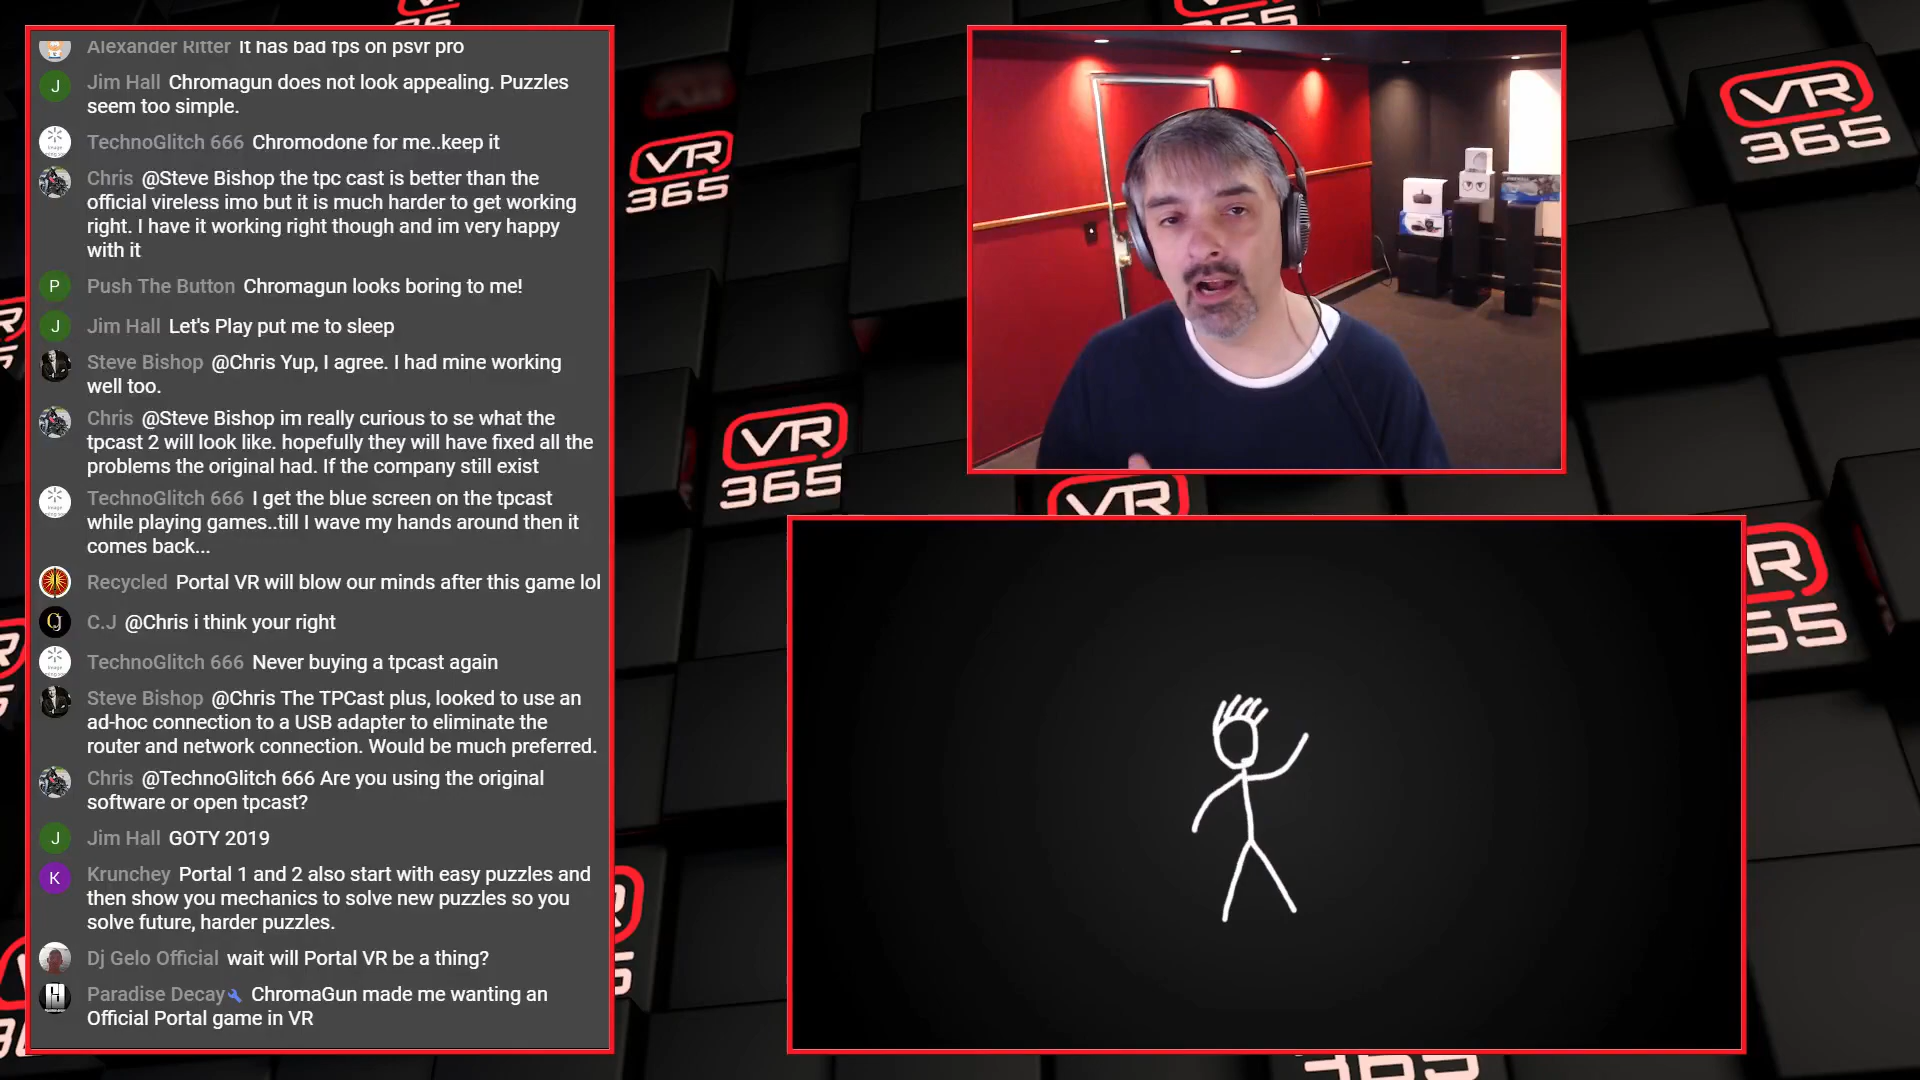 Alexander Ritter It has bad fps on psvr pro
Jim Hall Chromagun does not look appealing. Puzzles
seem too simple.
TechnoGlitch 666 Chromodone for me..keep it
Chris @Steve Bishop the tpc cast is better than the
official vireless imo but it is much harder to get working
right. I have it working right though and im very happy
with it
Push The Button Chromagun looks boring to me!
Jim Hall Let's Play put me to sleep
Steve Bishop @Chris Yup, I agree. I had mine working
well too.
Chris @Steve Bishop im really curious to se what the
tpcast 2 will look like. hopefully they will have fixed all the
problems the original had. If the company still exist
TechnoGlitch 666 I get the blue screen on the tpcast
while playing games..till I wave my hands around then it
comes back...
Recycled Portal VR will blow our minds after this game lol
C.J @Chris i think your right
TechnoGlitch 666 Never buying a tpcast again
Steve Bishop @Chris The TPCast plus, looked to use an
ad-hoc connection to a USB adapter to eliminate the
router and network connection. Would be much preferred.
Chris @TechnoGlitch 666 Are you using the original
software or open tpcast?
Jim Hall GOTY 2019
Krunchey Portal 1 and 2 also start with easy puzzles and
then show you mechanics to solve new puzzles so you
solve future, harder puzzles.
Dj Gelo Official wait will Portal VR be a thing?
Paradise Decay ChromaGun made me wanting an
Official Portal game in VR
J
P
J
CJ
J
K
VR
365
VR
365
VR
365
VR
365
VR
R
65
365